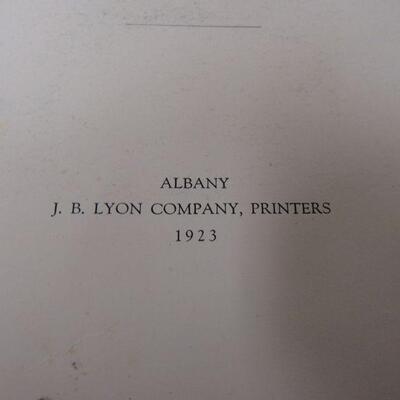 ALBANY
J. B. LYON COMPANY, PRINTERS
1923